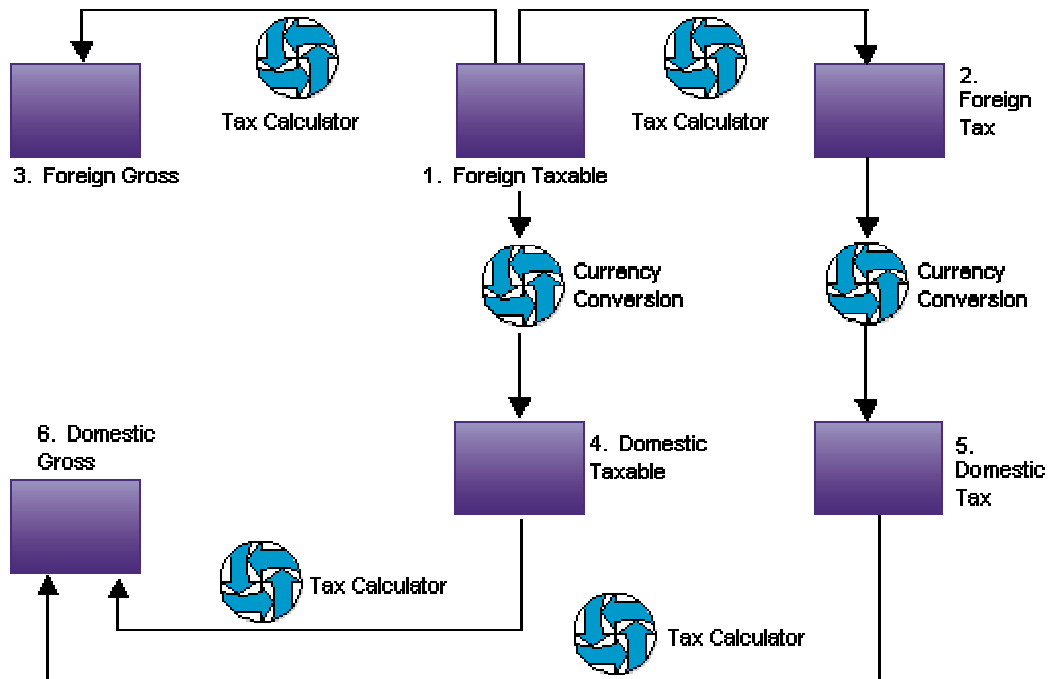 Tax Calculator
Tax Calculator
2.
Foreign
Tax
3. Foreign Gross
1. Foreign Taxable
Currency
Conversion
Currency
Conversion
6. Domestic
Gross
4. Domestic
Taxable
5.
Domestic
Tax
Tax Calculator
Tax Calculator